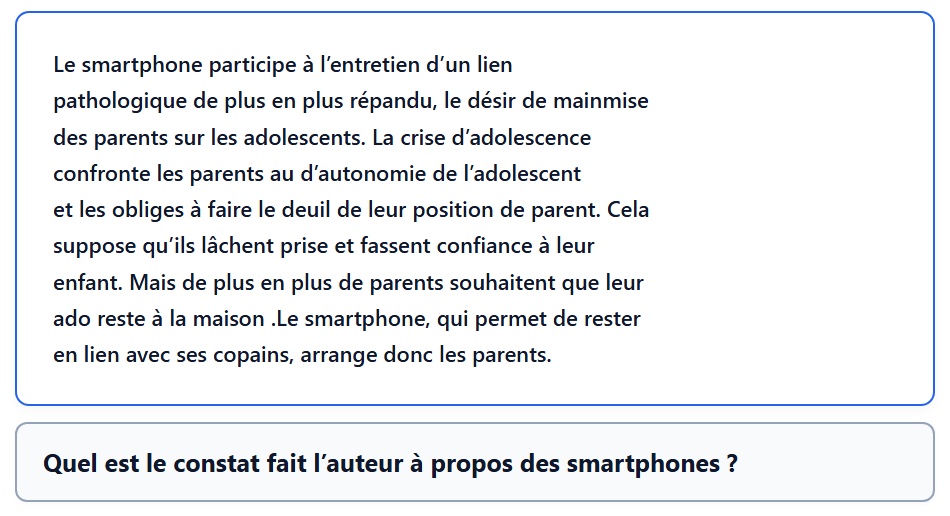 Le smartphone participe à l’entretien d’un lien
pathologique de plus en plus répandu, le désir de mainmise
des parents sur les adolescents. La crise d’adolescence
confronte les parents au d’autonomie de l’adolescent
et les obliges à faire le deuil de leur position de parent. Cela
suppose qu’ils lâchent prise et fassent confiance à leur
enfant. Mais de plus en plus de parents souhaitent que leur
ado reste à la maison .Le smartphone, qui permet de rester
en lien avec ses copains, arrange donc les parents.
Quel est le constat fait l’auteur à propos des smartphones ?